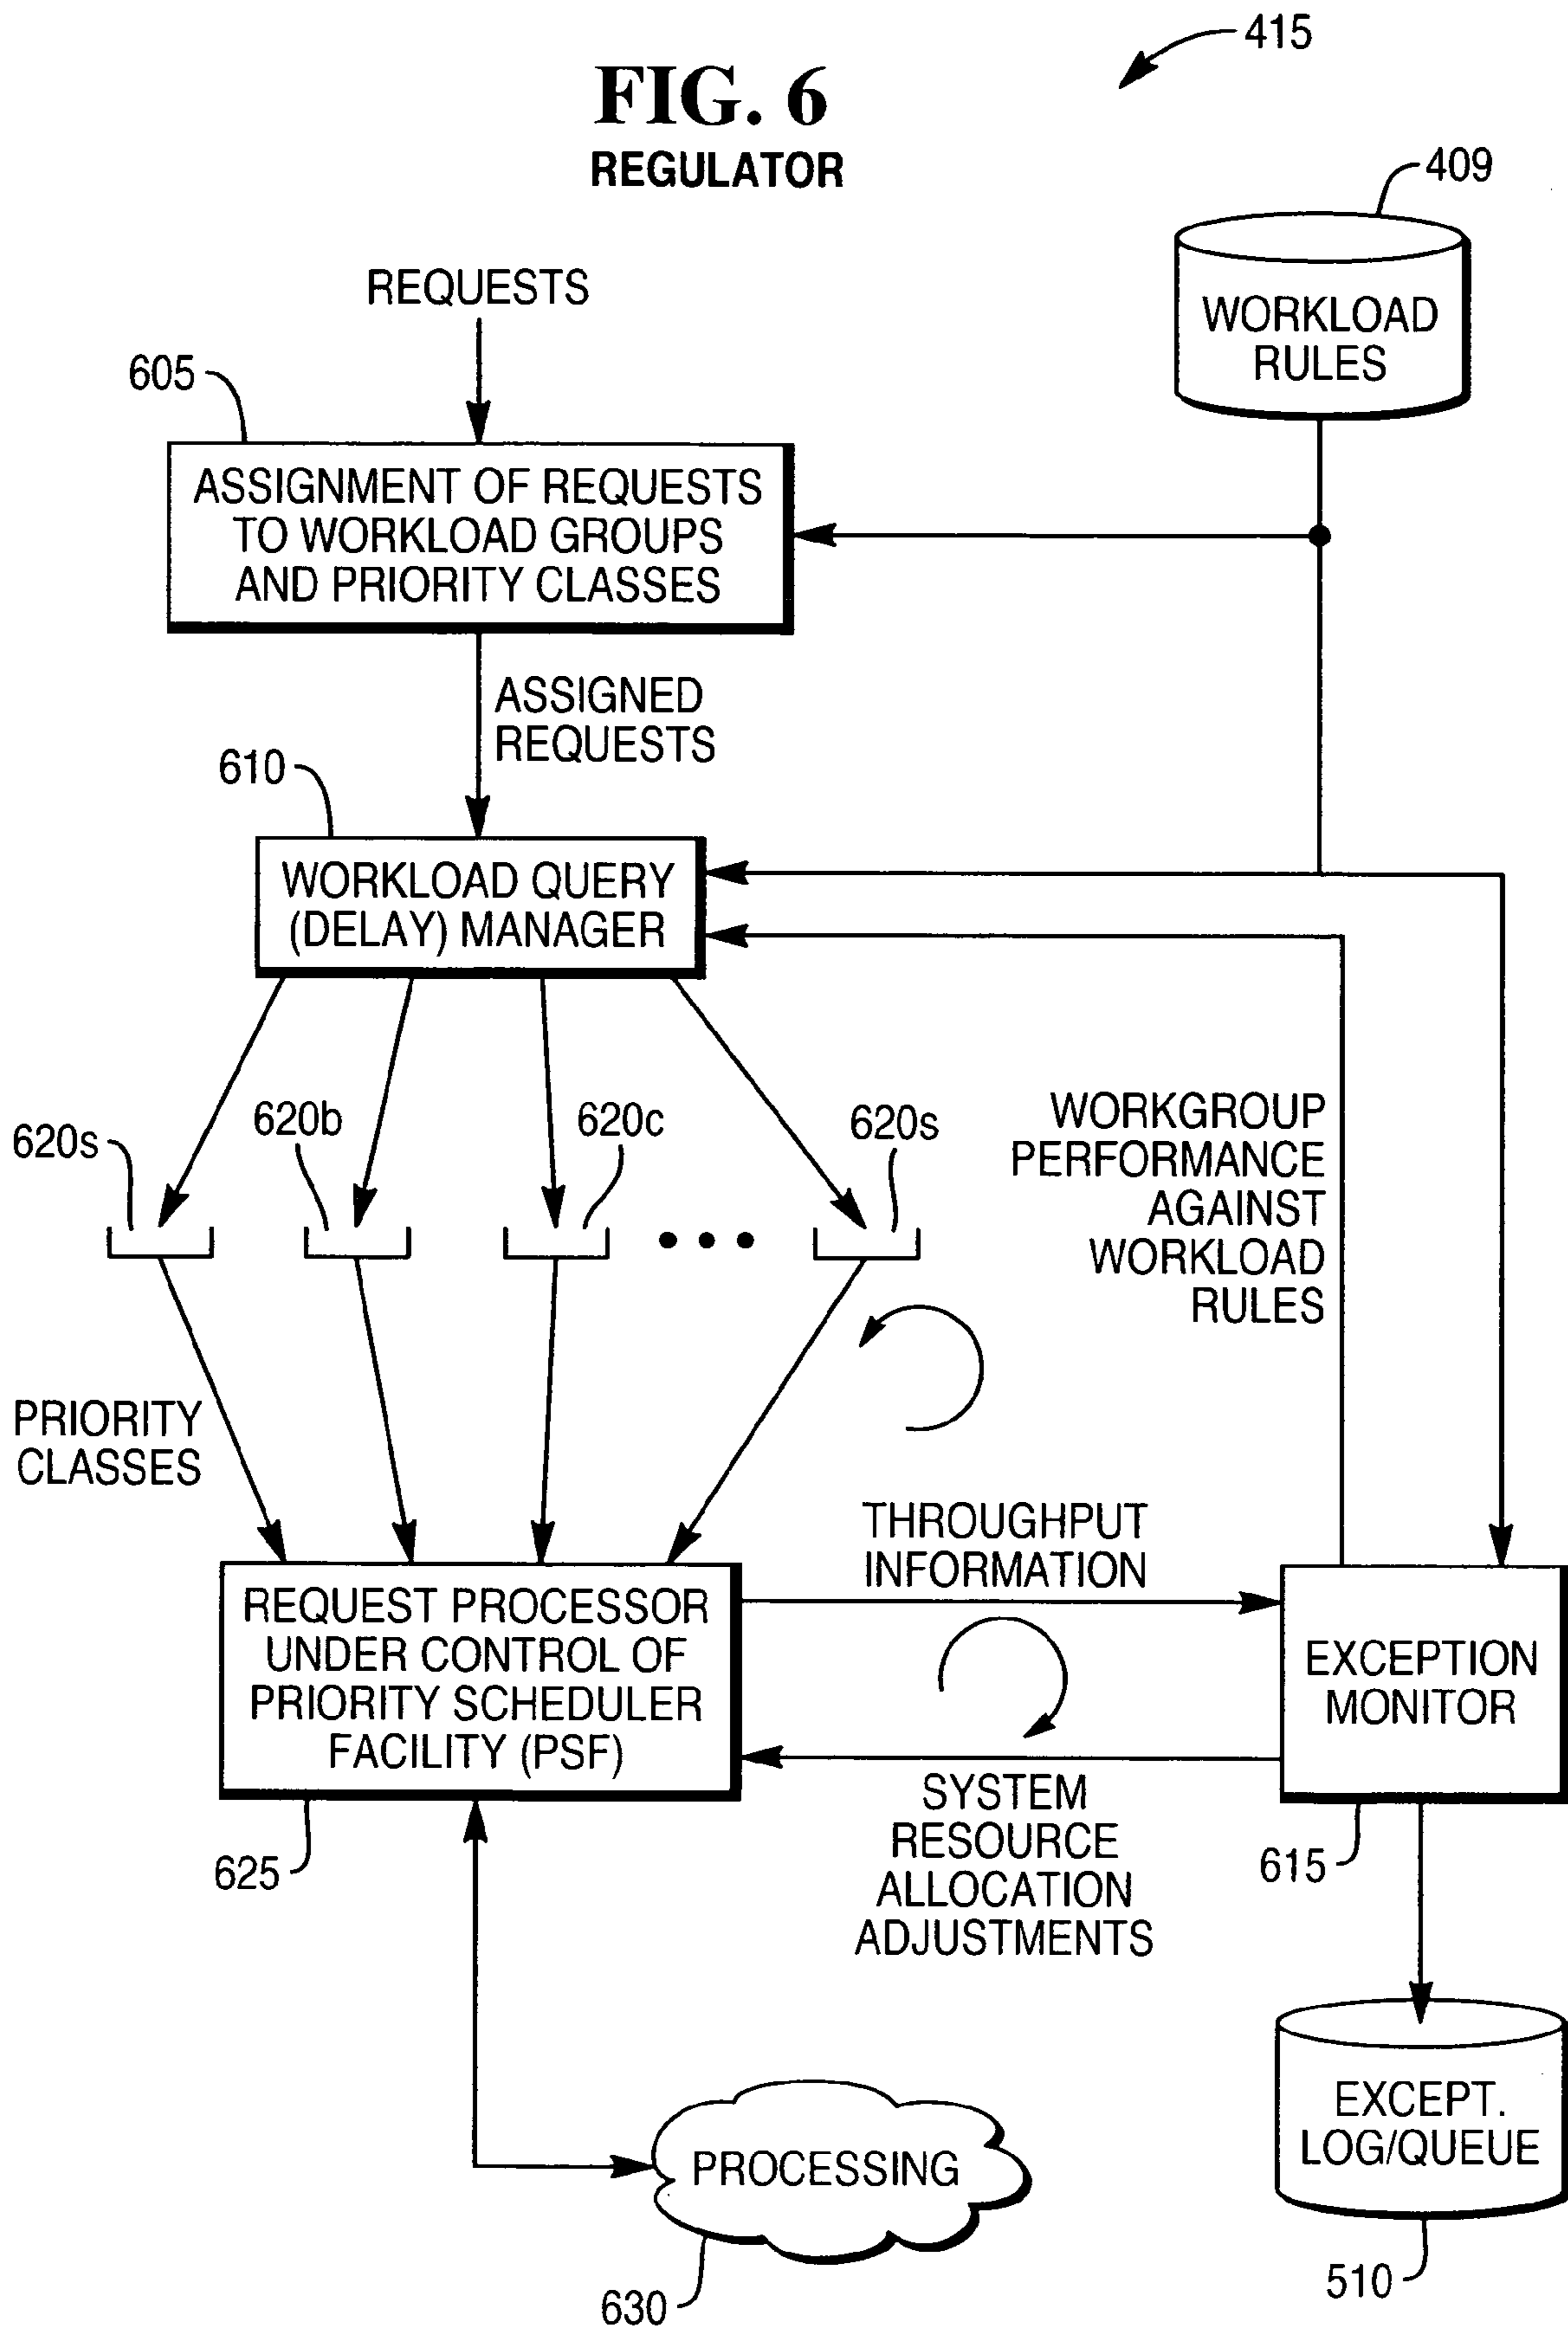 415
FIG. 6
REGULATOR
409
WORKLOAD
RULES
REQUESTS
605
ASSIGNMENT OF REQUESTS
TO WORKLOAD GROUPS
AND PRIORITY CLASSES
ASSIGNED
REQUESTS
610
WORKLOAD QUERY
(DELAY) MANAGER
620s
620b
620c
620s
WORKGROUP
PERFORMANCE
AGAINST
WORKLOAD
RULES
PRIORITY
CLASSES
THROUGHPUT
INFORMATION
REQUEST PROCESSOR
UNDER CONTROL OF
PRIORITY SCHEDULER
FACILITY (PSF)
EXCEPTION
MONITOR
SYSTEM
RESOURCE
ALLOCATION
ADJUSTMENTS
625
615
PROCESSING
EXCEPT.
LOG/QUEUE
630
510